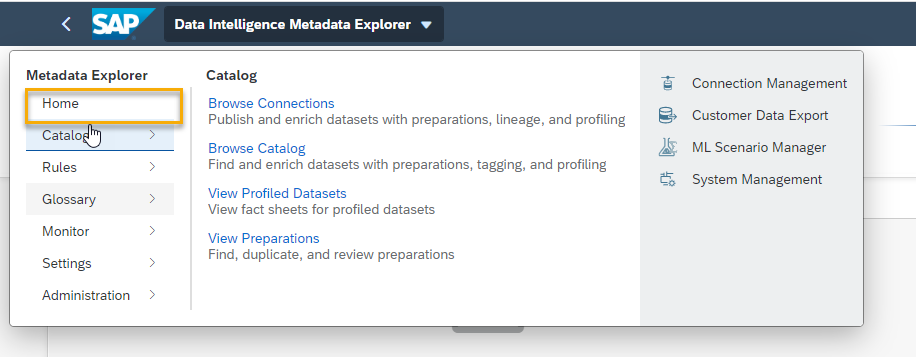 SAP
Data Intelligence Metadata Explorer
Metadata Explorer
Home
Catalog
Rules
Glossary
Monitor
Settings
Administration
Catalog
Browse Connections
Publish and enrich datasets with preparations, lineage, and profiling
Browse Catalog
Find and enrich datasets with preparations, tagging, and profiling
View Profiled Datasets
View fact sheets for profiled datasets
View Preparations
Find, duplicate, and review preparations
Connection Management
Customer Data Export
ML Scenario Manager
System Management